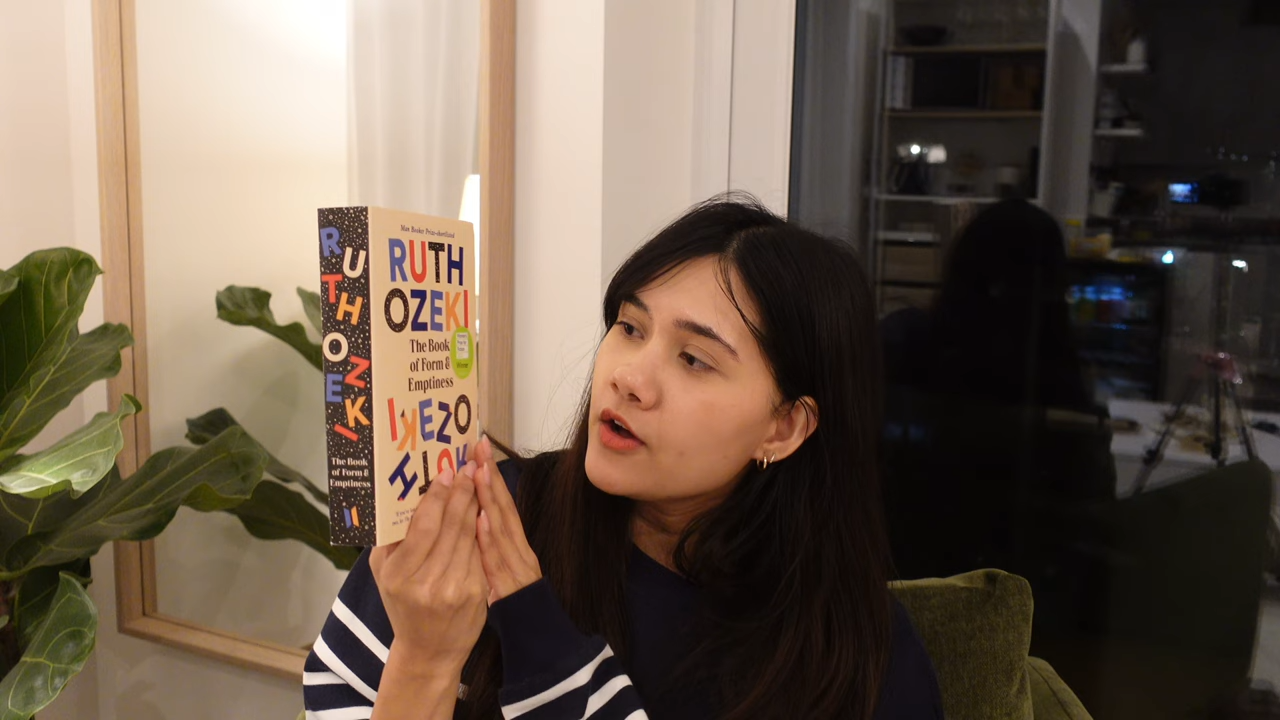 RUTH
OZEKI
The Book
of Form &
Emptiness
Man Booker Prize-shortlisted
RUTH
OZEKI
The Book
of Form &
Emptiness
OZEKI
RUTH